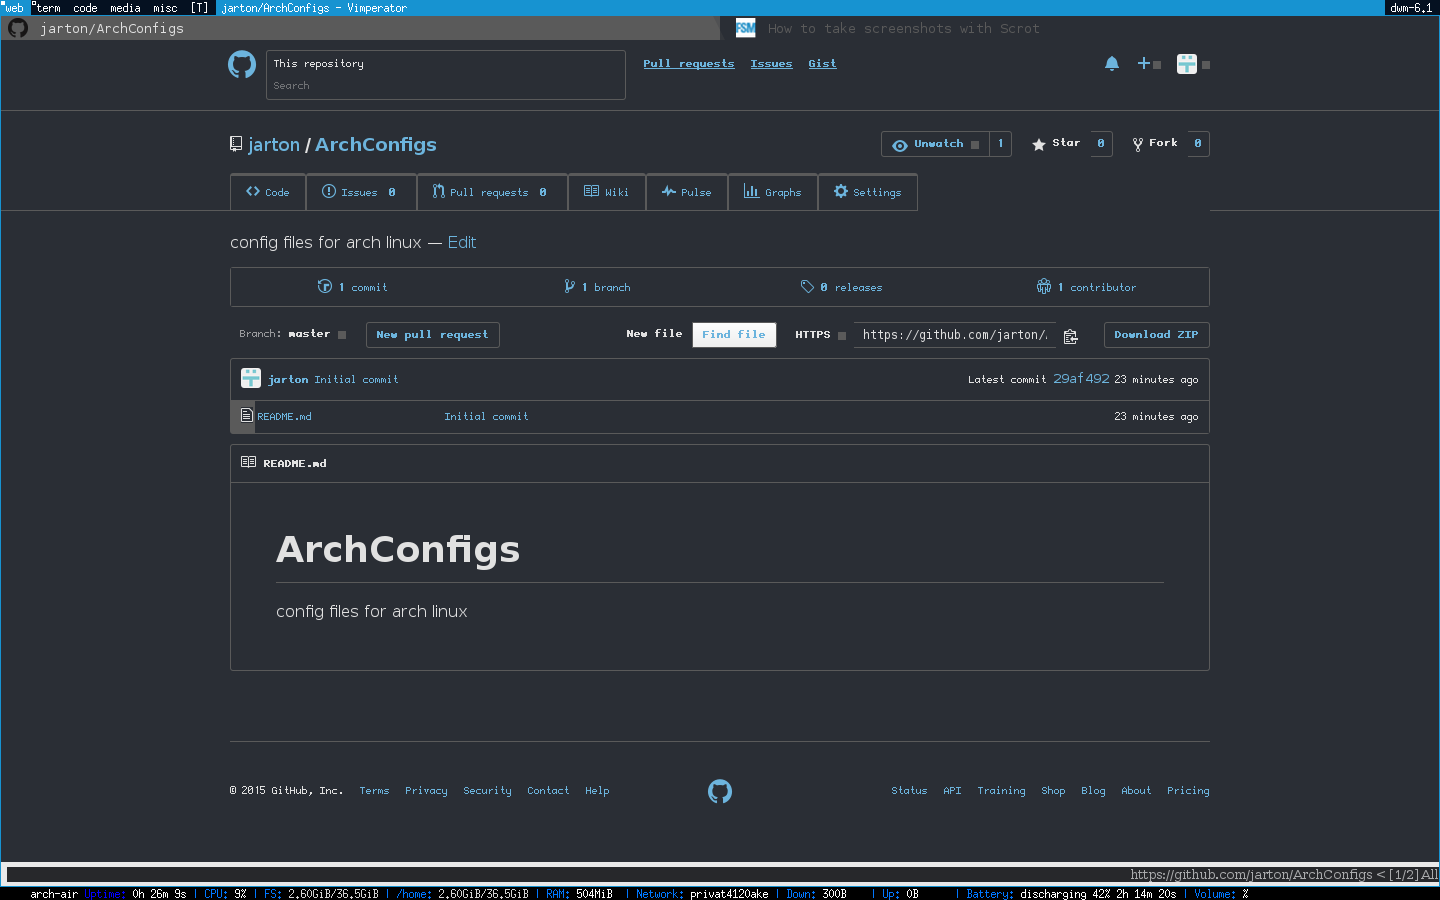 web term code media misc [T] jarton/ArchConfigs - Vimperator dwm-6.1
jarton/ArchConfigs FSM How to take screenshots with Scrot
This repository Pull requests Issues Gist
Search
jarton / ArchConfigs Unwatch 1 Star 0 Fork 0
Code Issues 0 Pull requests 0 Wiki Pulse Graphs Settings
config files for arch linux — Edit
1 commit 1 branch 0 releases 1 contributor
Branch: master New pull request New file Find file HTTPS https://github.com/jarton/. Download ZIP
jarton Initial commit Latest commit 29af492 23 minutes ago
README.md Initial commit 23 minutes ago
README.md
ArchConfigs
config files for arch linux
© 2015 GitHub, Inc. Terms Privacy Security Contact Help Status API Training Shop Blog About Pricing
https://github.com/jarton/ArchConfigs < [1/2] All
arch-air Uptime: 0h 26m 9s | CPU: 9% | FS: 2.60GiB/36.5GiB | /home: 2.60GiB/36.5GiB | RAM: 504MiB | Network: privat4120ake | Down: 300B | Up: 0B | Battery: discharging 42% 2h 14m 20s | Volume: %